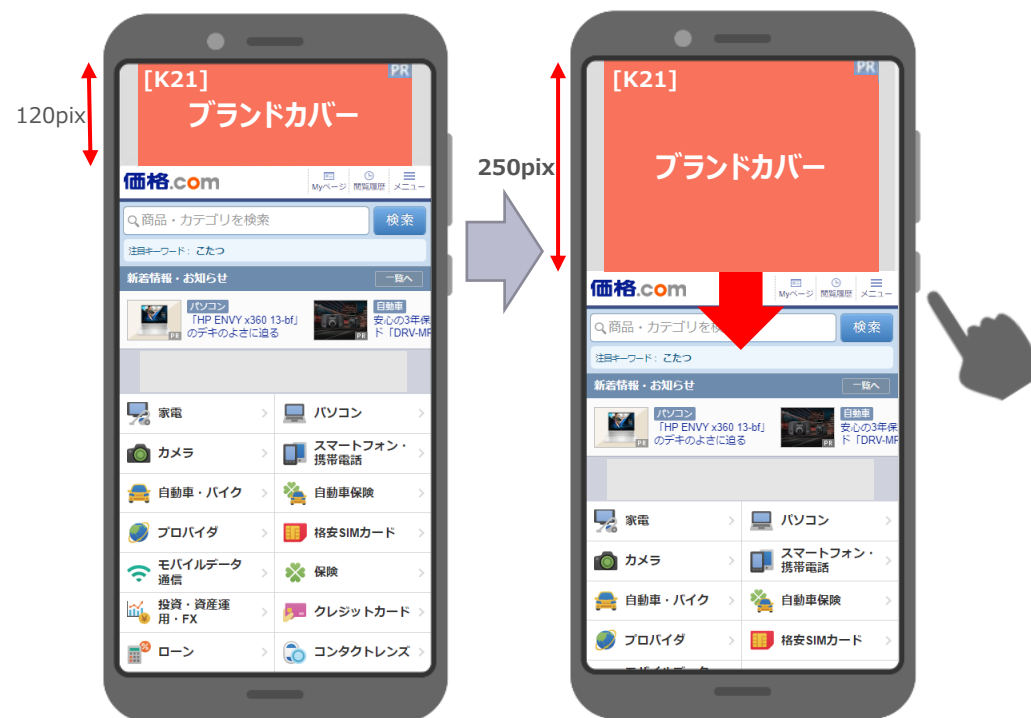 120pix
PR
[K21]
ブランドカバー
価格.com
Myページ 閲覧履歴 メニュー
商品・カテゴリを検索 検索
注目キーワード： こたつ
新着情報・お知らせ 一覧へ
パソコン
「HP ENVY x360 13-bf」
のデキのよさに迫る
PR
自動車
安心の3年保
ド「DRV-MR
PR
家電 パソコン
カメラ スマートフォン・
携帯電話
自動車・バイク 自動車保険
プロバイダ 格安SIMカード
モバイルデータ
通信
保険
投資・資産運
用・FX
クレジットカード
ローン コンタクトレンズ
250pix
PR
[K21]
ブランドカバー
価格.com
Myページ 閲覧履歴 メニュー
商品・カテゴリを 検索
注目キーワード： こたつ
新着情報・お知らせ 一覧へ
パソコン
「HP ENVY x360 13-bf」
のデキのよさに迫る
PR
自動車
安心の3年保
ド「DRV-MR
PR
家電 パソコン
カメラ スマートフォン・
携帯電話
自動車・バイク 自動車保険
プロバイダ 格安SIMカード